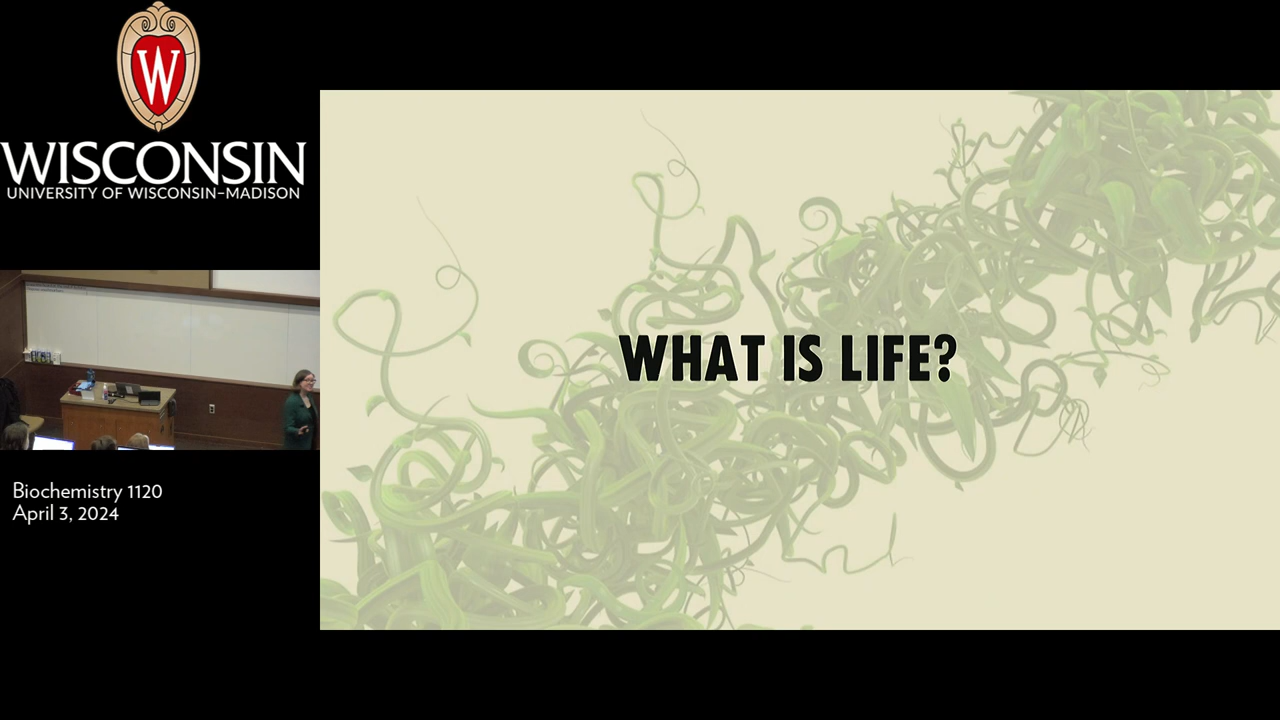 W
WISCONSIN
UNIVERSITY OF WISCONSIN–MADISON
Biochemistry 1120
April 3, 2024
WHAT IS LIFE?